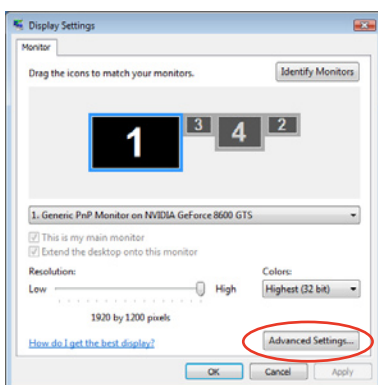 Display Settings
Monitor
Drag the icons to match your monitors.
Identify Monitors
1
3
4
2
1. Generic PnP Monitor on NVIDIA GeForce 8600 GTS
This is my main monitor
Extend the desktop onto this monitor
Resolution:
Colors:
Low
High
Highest (32 bit)
1920 by 1200 pixels
How do I get the best display?
Advanced Settings...
OK
Cancel
Apply